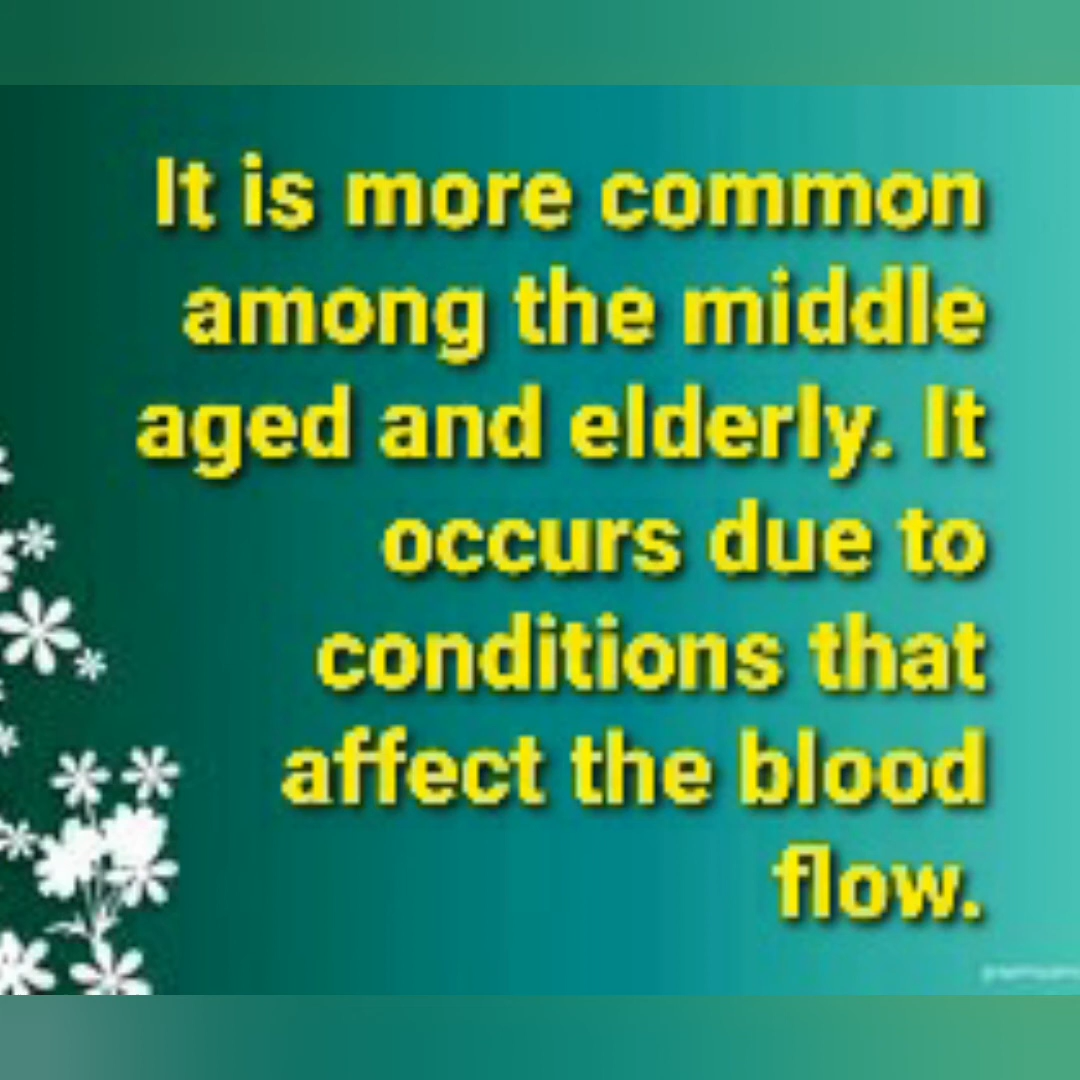 It is more common
among the middle
aged and elderly. It
occurs due to
conditions that
affect the blood
flow.